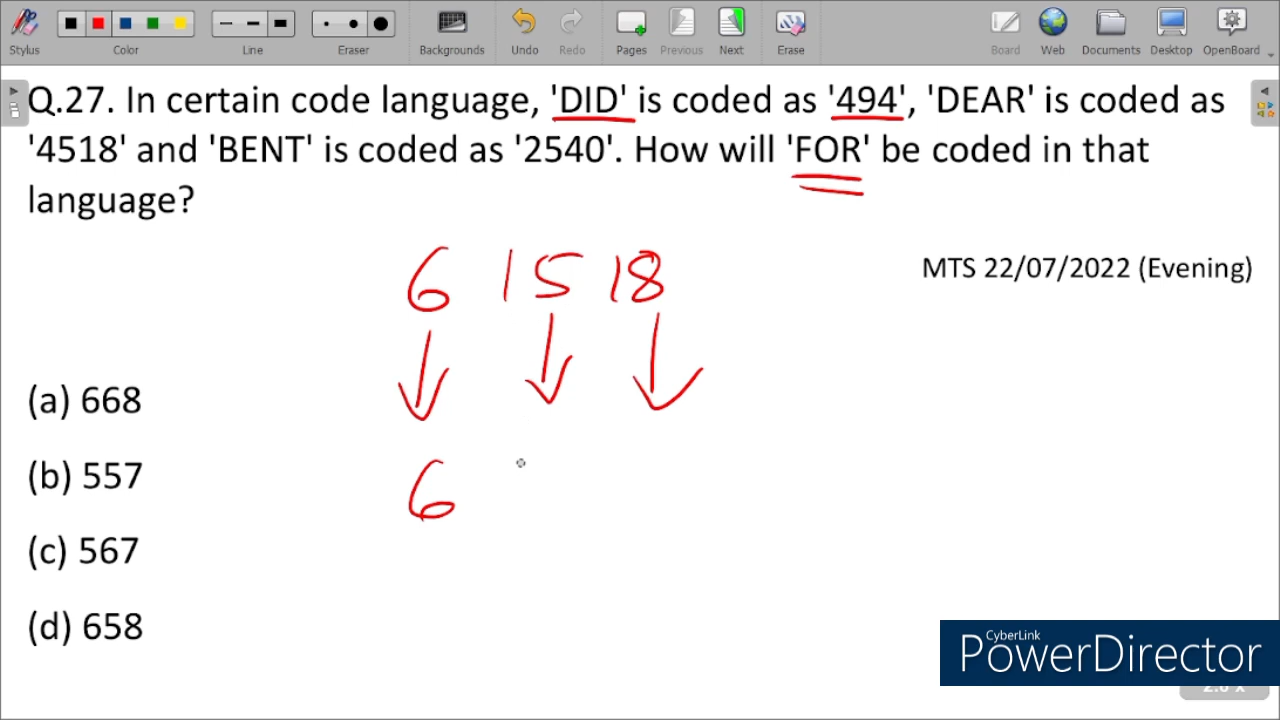 Stylus Color Line Eraser Backgrounds Undo Redo Pages Previous Next Erase Board Web Documents Desktop OpenBoard
Q.27. In certain code language, 'DID' is coded as '494', 'DEAR' is coded as
'4518' and 'BENT' is coded as '2540'. How will 'FOR' be coded in that
language?
6 15 18
MTS 22/07/2022 (Evening)
(a) 668
(b) 557
6
(c) 567
(d) 658
CyberLink
PowerDirector
2.0 x